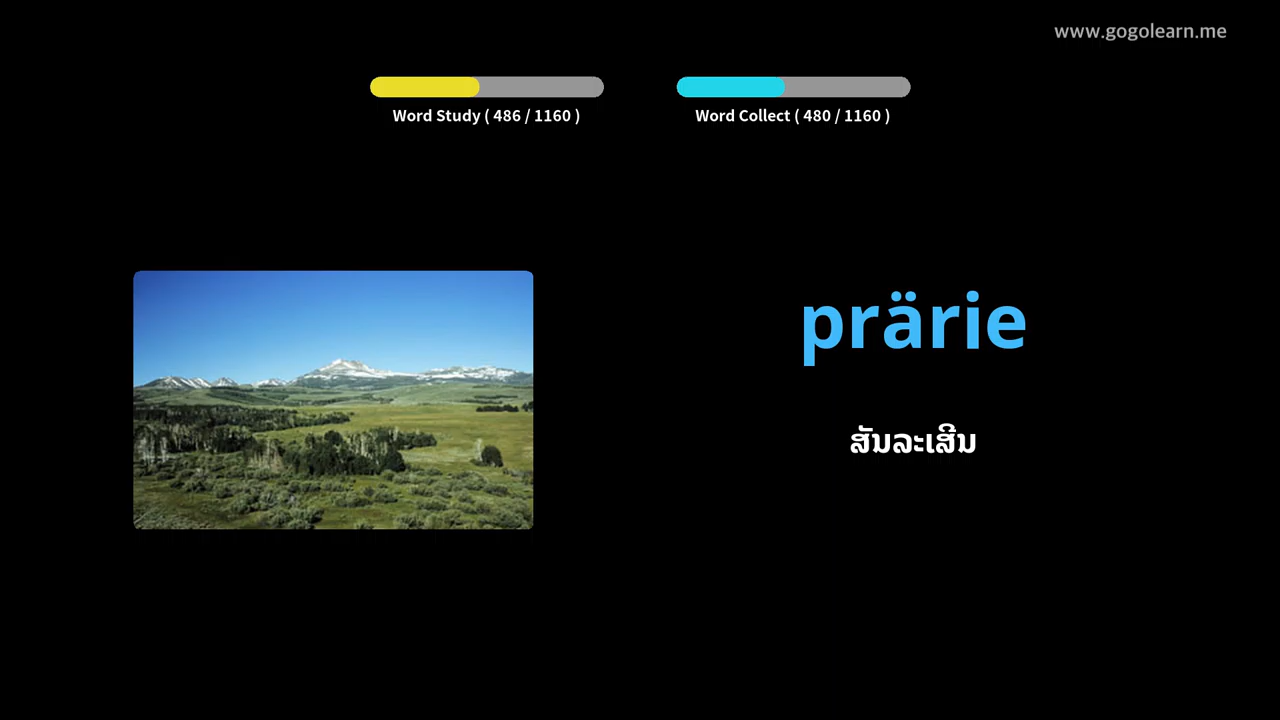 www.gogolearn.me
Word Study ( 486 / 1160 )
Word Collect ( 480 / 1160 )
prärie
ສັນລະເສີນ